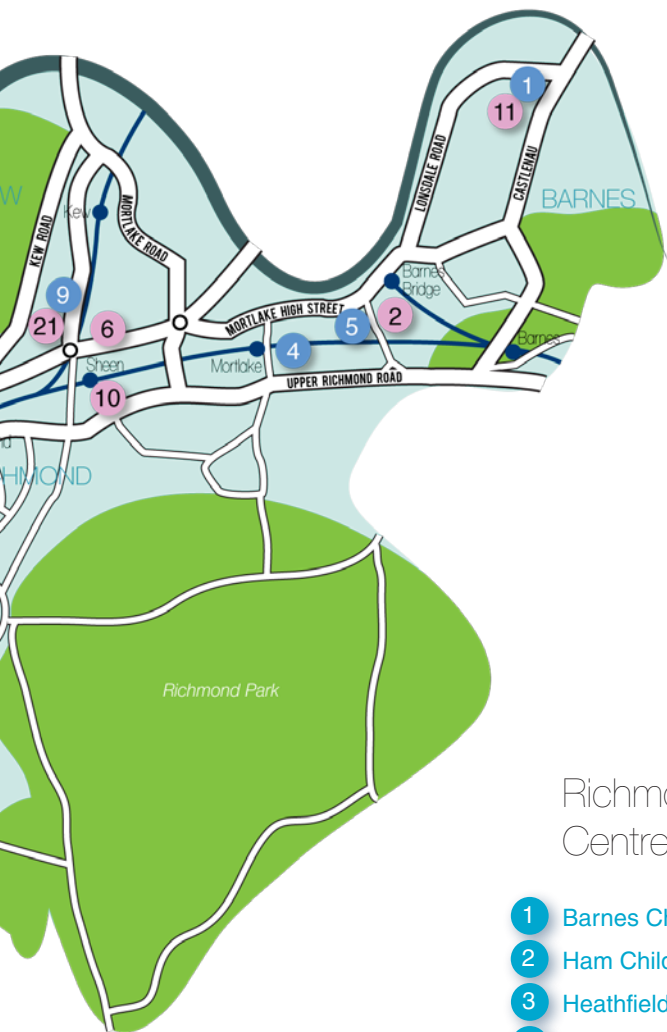 1
11
LONSDALE ROAD
CASTLENAU
BARNES
W
Kew
KEW ROAD
MORTLAKE ROAD
Barnes
Bridge
9
21
6
MORTLAKE HIGH STREET
5
2
Barnes
4
Sheen
Mortlake
10
UPPER RICHMOND ROAD
nd
HMOND
Richmond Park
Richmo
Centre
1 Barnes Ch
2 Ham Child
3 Heathfield